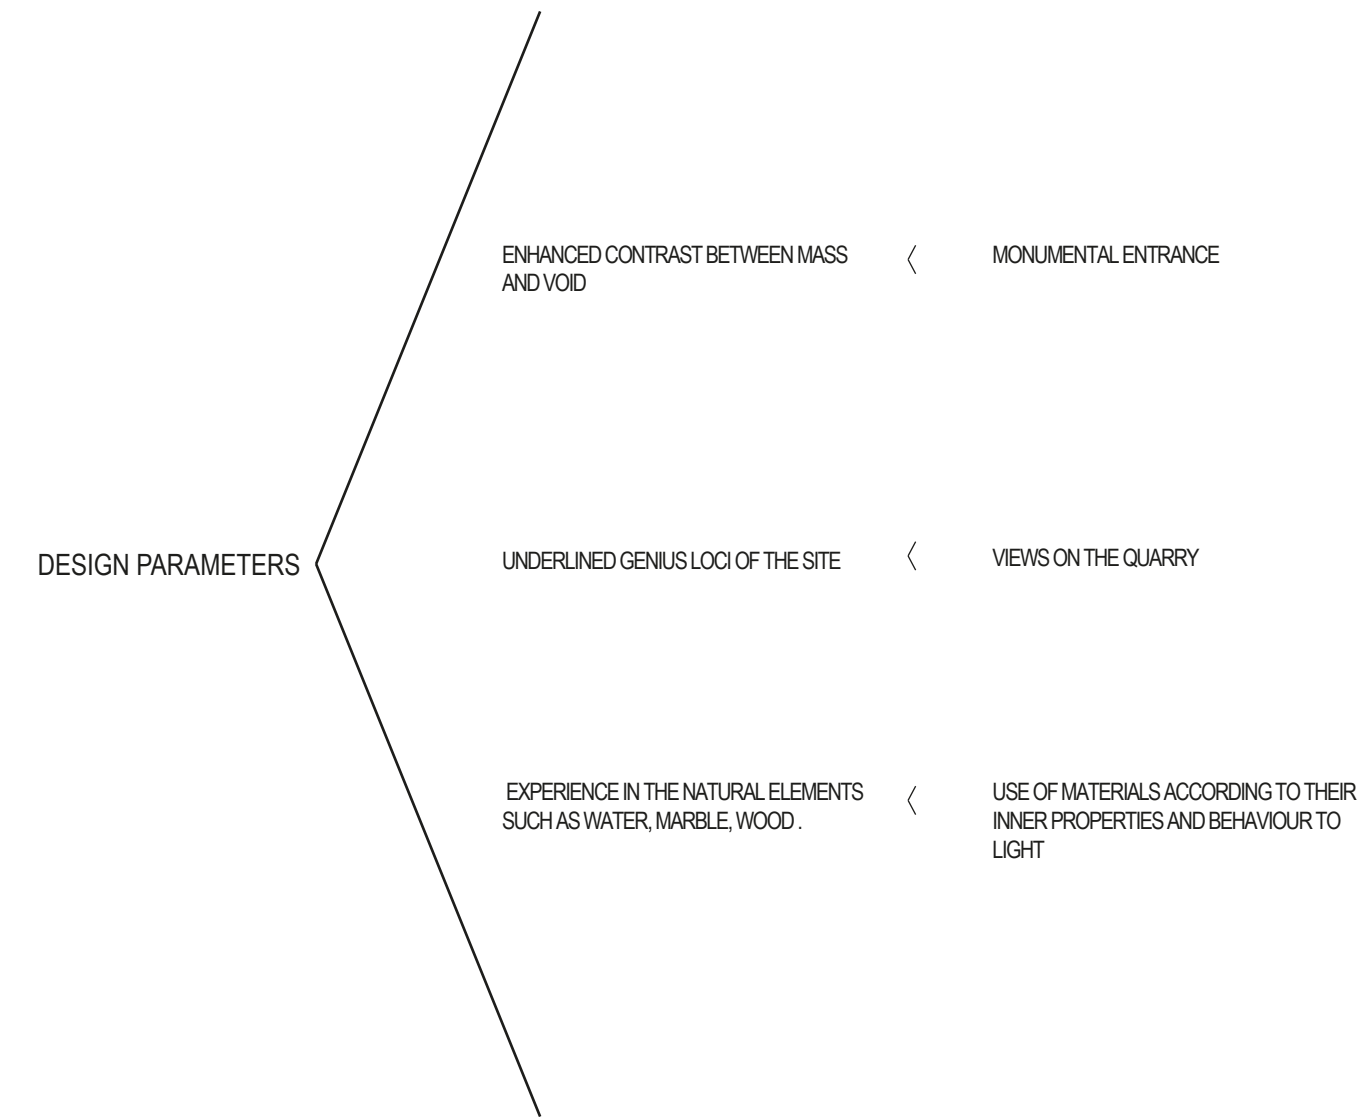 DESIGN PARAMETERS
ENHANCED CONTRAST BETWEEN MASS
AND VOID
MONUMENTAL ENTRANCE
UNDERLINED GENIUS LOCI OF THE SITE
VIEWS ON THE QUARRY
EXPERIENCE IN THE NATURAL ELEMENTS
SUCH AS WATER, MARBLE, WOOD .
USE OF MATERIALS ACCORDING TO THEIR
INNER PROPERTIES AND BEHAVIOUR TO
LIGHT